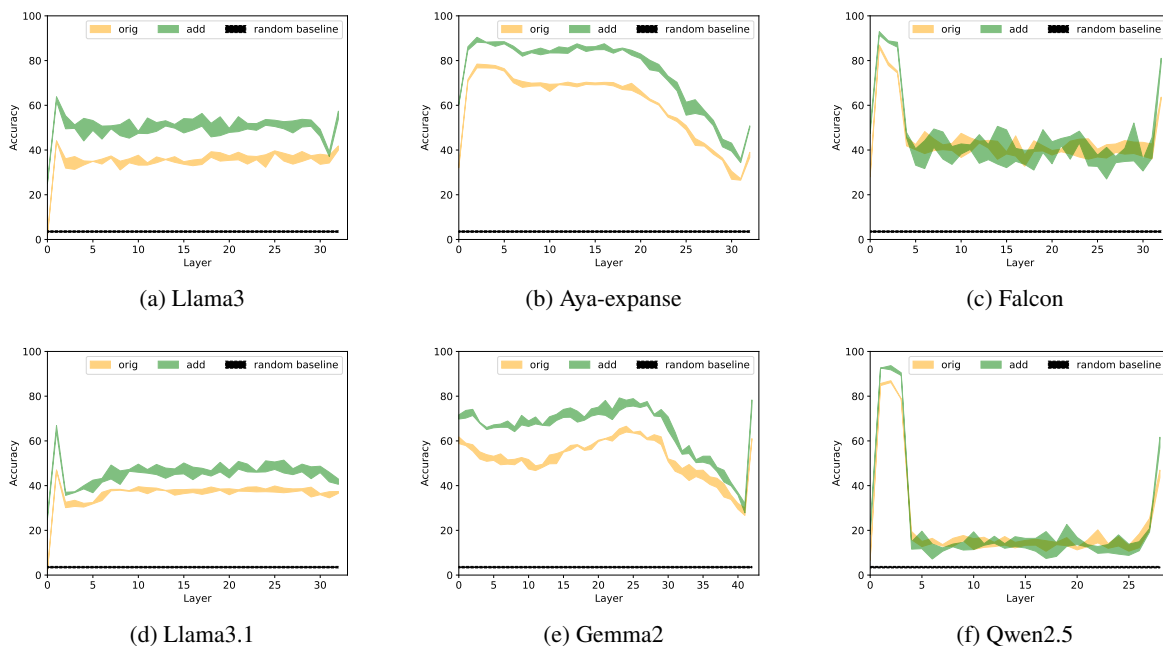 100
80
60
40
20
0
Accuracy
orig add random baseline
0 5 10 15 20 25 30
Layer
(a) Llama3
100
80
60
40
20
0
Accuracy
orig add random baseline
0 5 10 15 20 25 30
Layer
(b) Aya-expanse
100
80
60
40
20
0
Accuracy
orig add random baseline
0 5 10 15 20 25 30
Layer
(c) Falcon
100
80
60
40
20
0
Accuracy
orig add random baseline
0 5 10 15 20 25 30
Layer
(d) Llama3.1
100
80
60
40
20
0
Accuracy
orig add random baseline
0 5 10 15 20 25 30 35 40
Layer
(e) Gemma2
100
80
60
40
20
0
Accuracy
orig add random baseline
0 5 10 15 20 25
Layer
(f) Qwen2.5